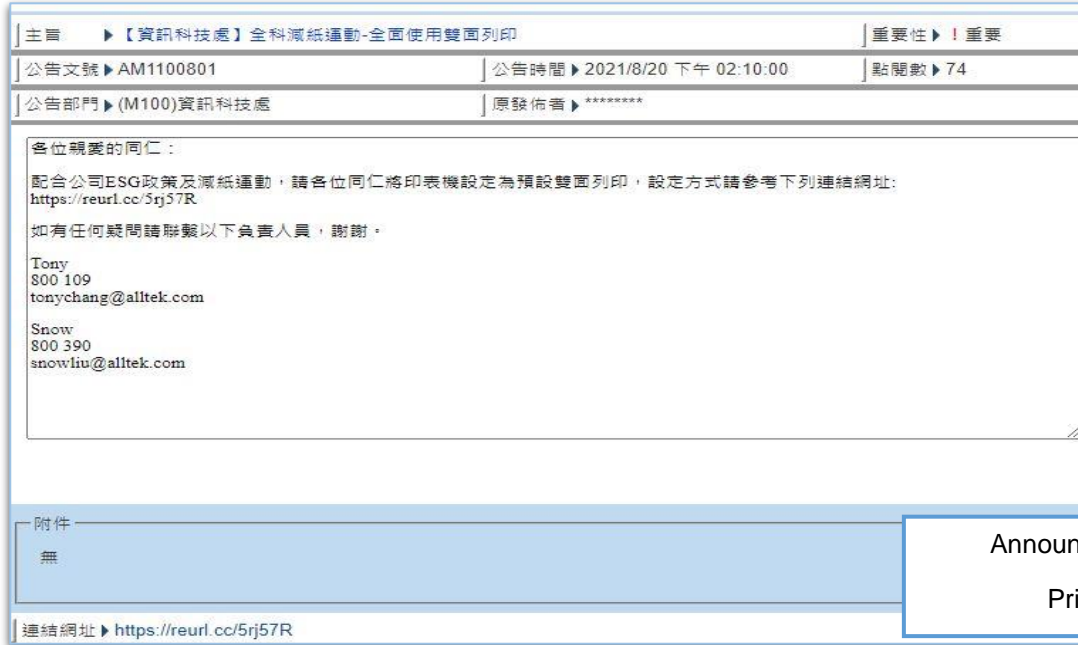 主旨 ▶【資訊科技處】全科減紙運動-全面使用雙面列印 重要性▶！重要
公告文號▶AM1100801 公告時間▶2021/8/20 下午 02:10:00 點閱數▶74
公告部門▶(M100)資訊科技處 原發佈者▶********
各位親愛的同仁：
配合公司ESG政策及減紙運動，請各位同仁將印表機設定為預設雙面列印，設定方式請參考下列連結網址:
https://reurl.cc/5rj57R
如有任何疑問請聯繫以下負責人員，謝謝。
Tony
800 109
tonychang@alltek.com
Snow
800 390
snowliu@alltek.com
附件
無
Announ
Pri
連結網址▶https://reurl.cc/5rj57R